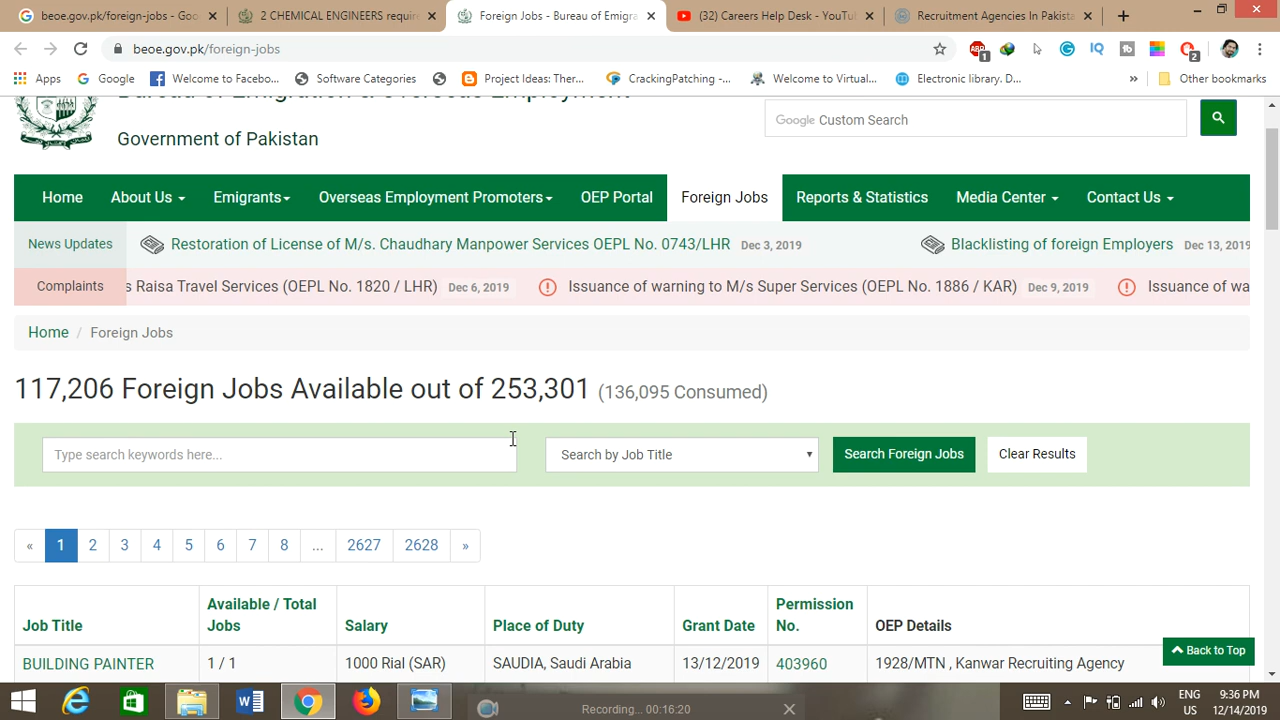 beoe.gov.pk/foreign-jobs - Goo
2 CHEMICAL ENGINEERS requir
Foreign Jobs - Bureau of Emigra
(32) Careers Help Desk - YouTu
Recruitment Agencies In Pakista
beoe.gov.pk/foreign-jobs
Apps
Google
Welcome to Facebo...
Software Categories
Project Ideas: Ther...
CrackingPatching -...
Welcome to Virtual...
Electronic library. D...
Other bookmarks
Bureau of Emigration & Overseas Employment
Government of Pakistan
Google Custom Search
Home
About Us
Emigrants
Overseas Employment Promoters
OEP Portal
Foreign Jobs
Reports & Statistics
Media Center
Contact Us
News Updates
Restoration of License of M/s. Chaudhary Manpower Services OEPL No. 0743/LHR Dec 3, 2019
Blacklisting of foreign Employers Dec 13, 2019
Complaints
s Raisa Travel Services (OEPL No. 1820 / LHR) Dec 6, 2019
Issuance of warning to M/s Super Services (OEPL No. 1886 / KAR) Dec 9, 2019
Issuance of wa
Home / Foreign Jobs
117,206 Foreign Jobs Available out of 253,301 (136,095 Consumed)
Type search keywords here...
Search by Job Title
Search Foreign Jobs
Clear Results
« 1 2 3 4 5 6 7 8 ... 2627 2628 »
Job Title
Available / Total Jobs
Salary
Place of Duty
Grant Date
Permission No.
OEP Details
BUILDING PAINTER
1 / 1
1000 Rial (SAR)
SAUDIA, Saudi Arabia
13/12/2019
403960
1928/MTN , Kanwar Recruiting Agency
Back to Top
Recording... 00:16:20
ENG
US
9:36 PM
12/14/2019